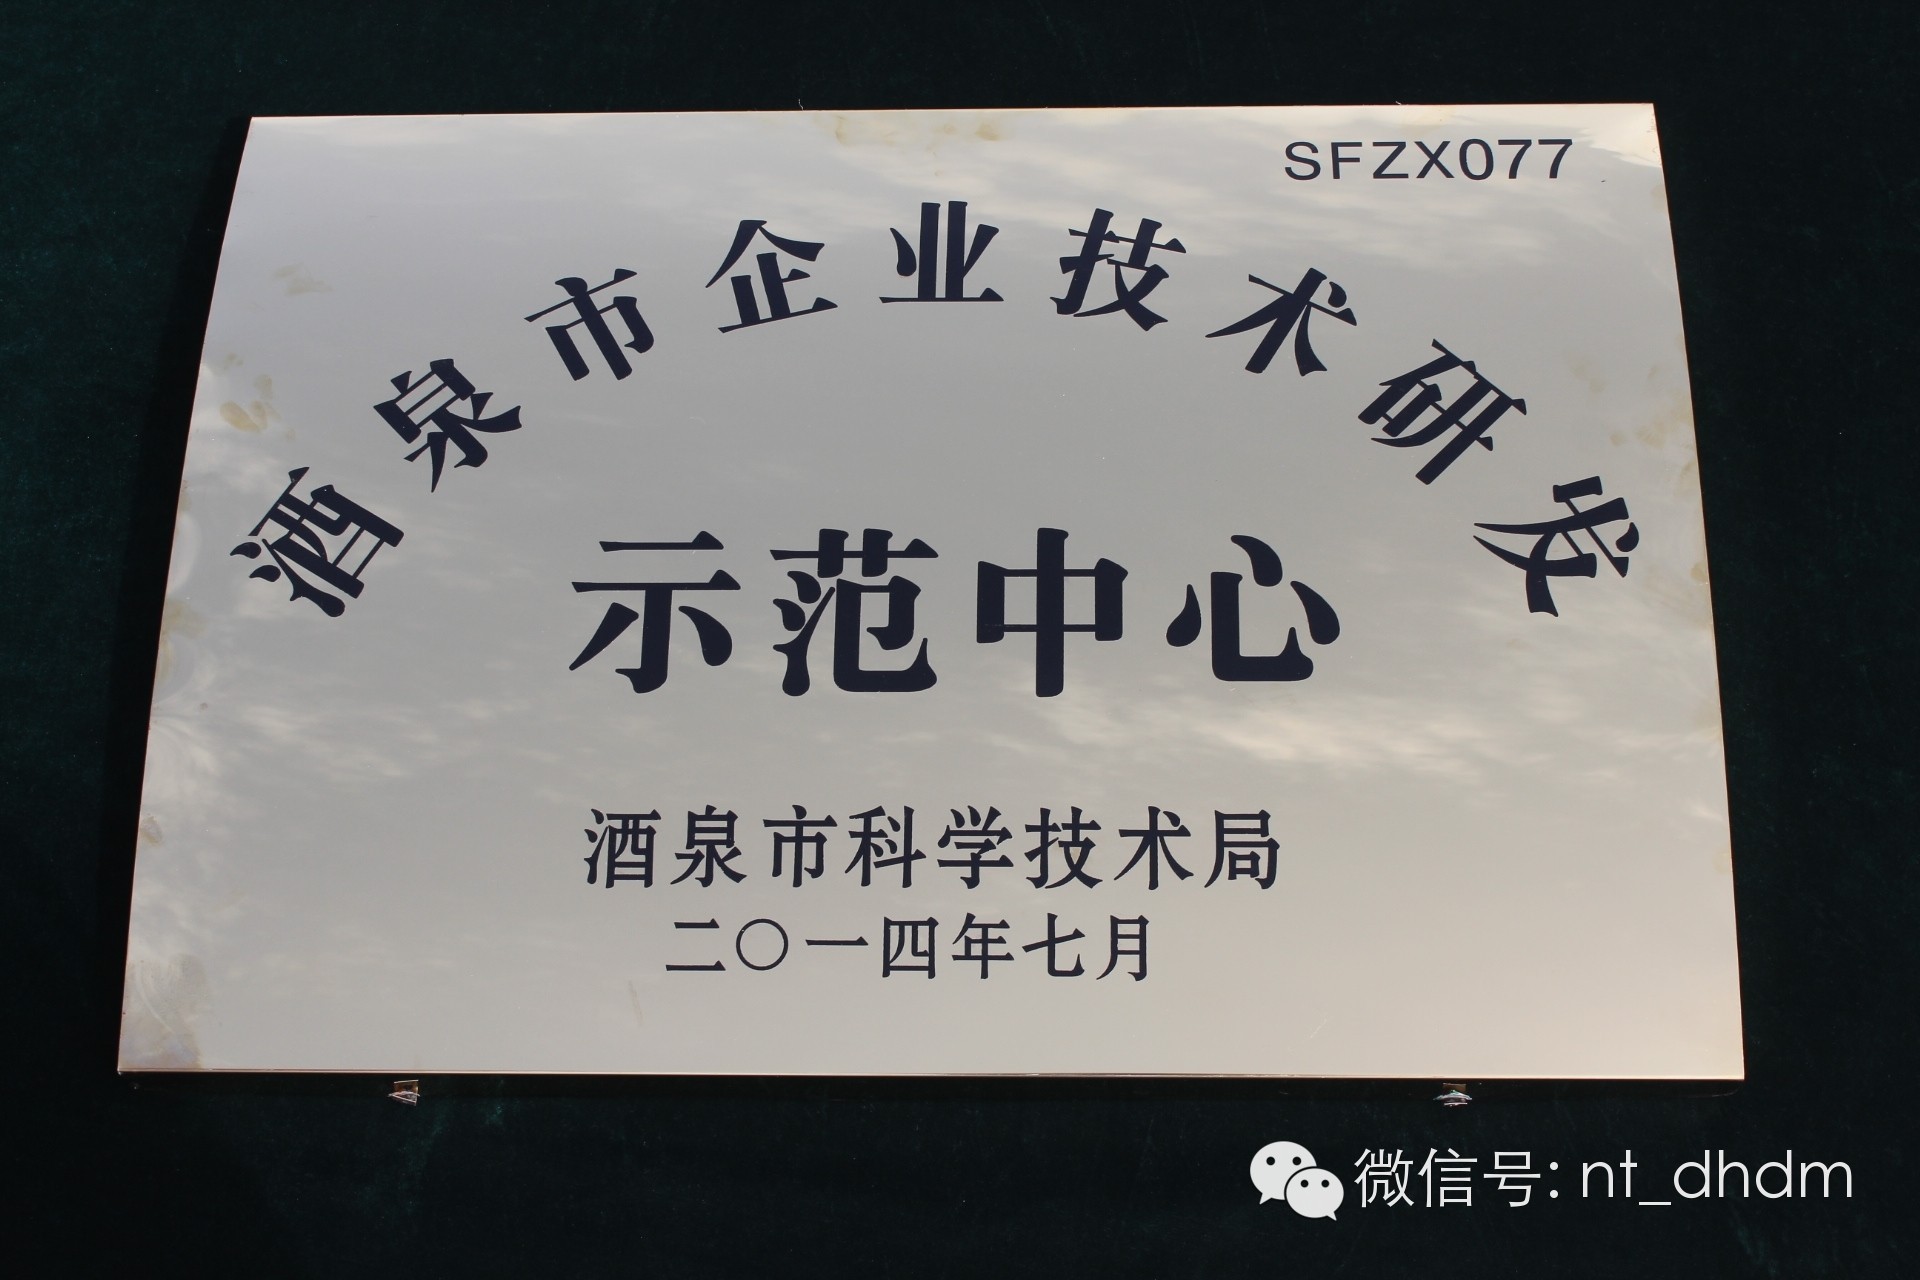 SFZX077
酒泉市企业技术研发
示范中心
酒泉市科学技术局
二〇一四年七月
微信号: nt_dhdm